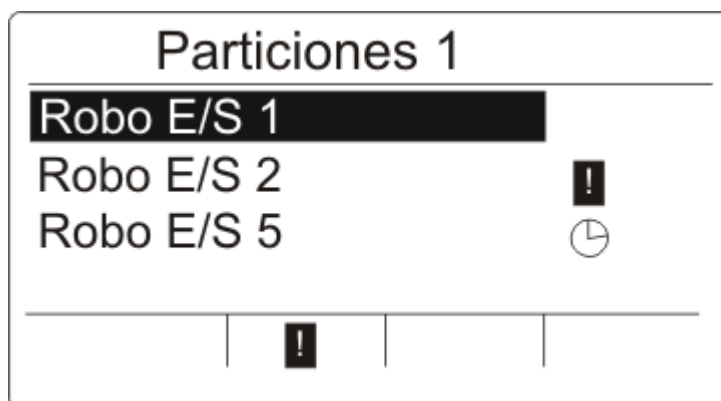 Particiones 1
Robo E/S 1
Robo E/S 2 !
Robo E/S 5
!